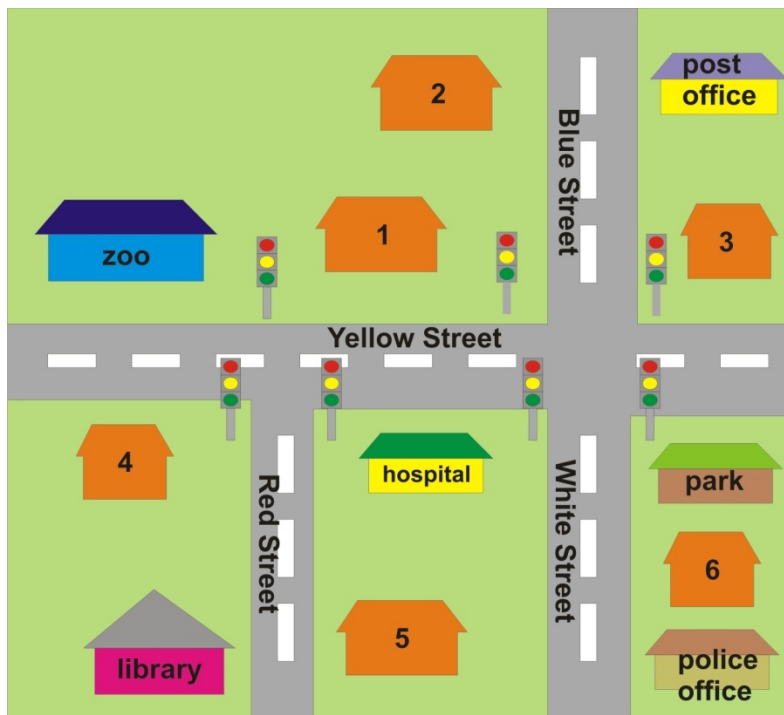 post
office
2
Blue Street
1
3
zoo
Yellow Street
4
hospital
park
Red Street
White Street
6
5
library
police
office